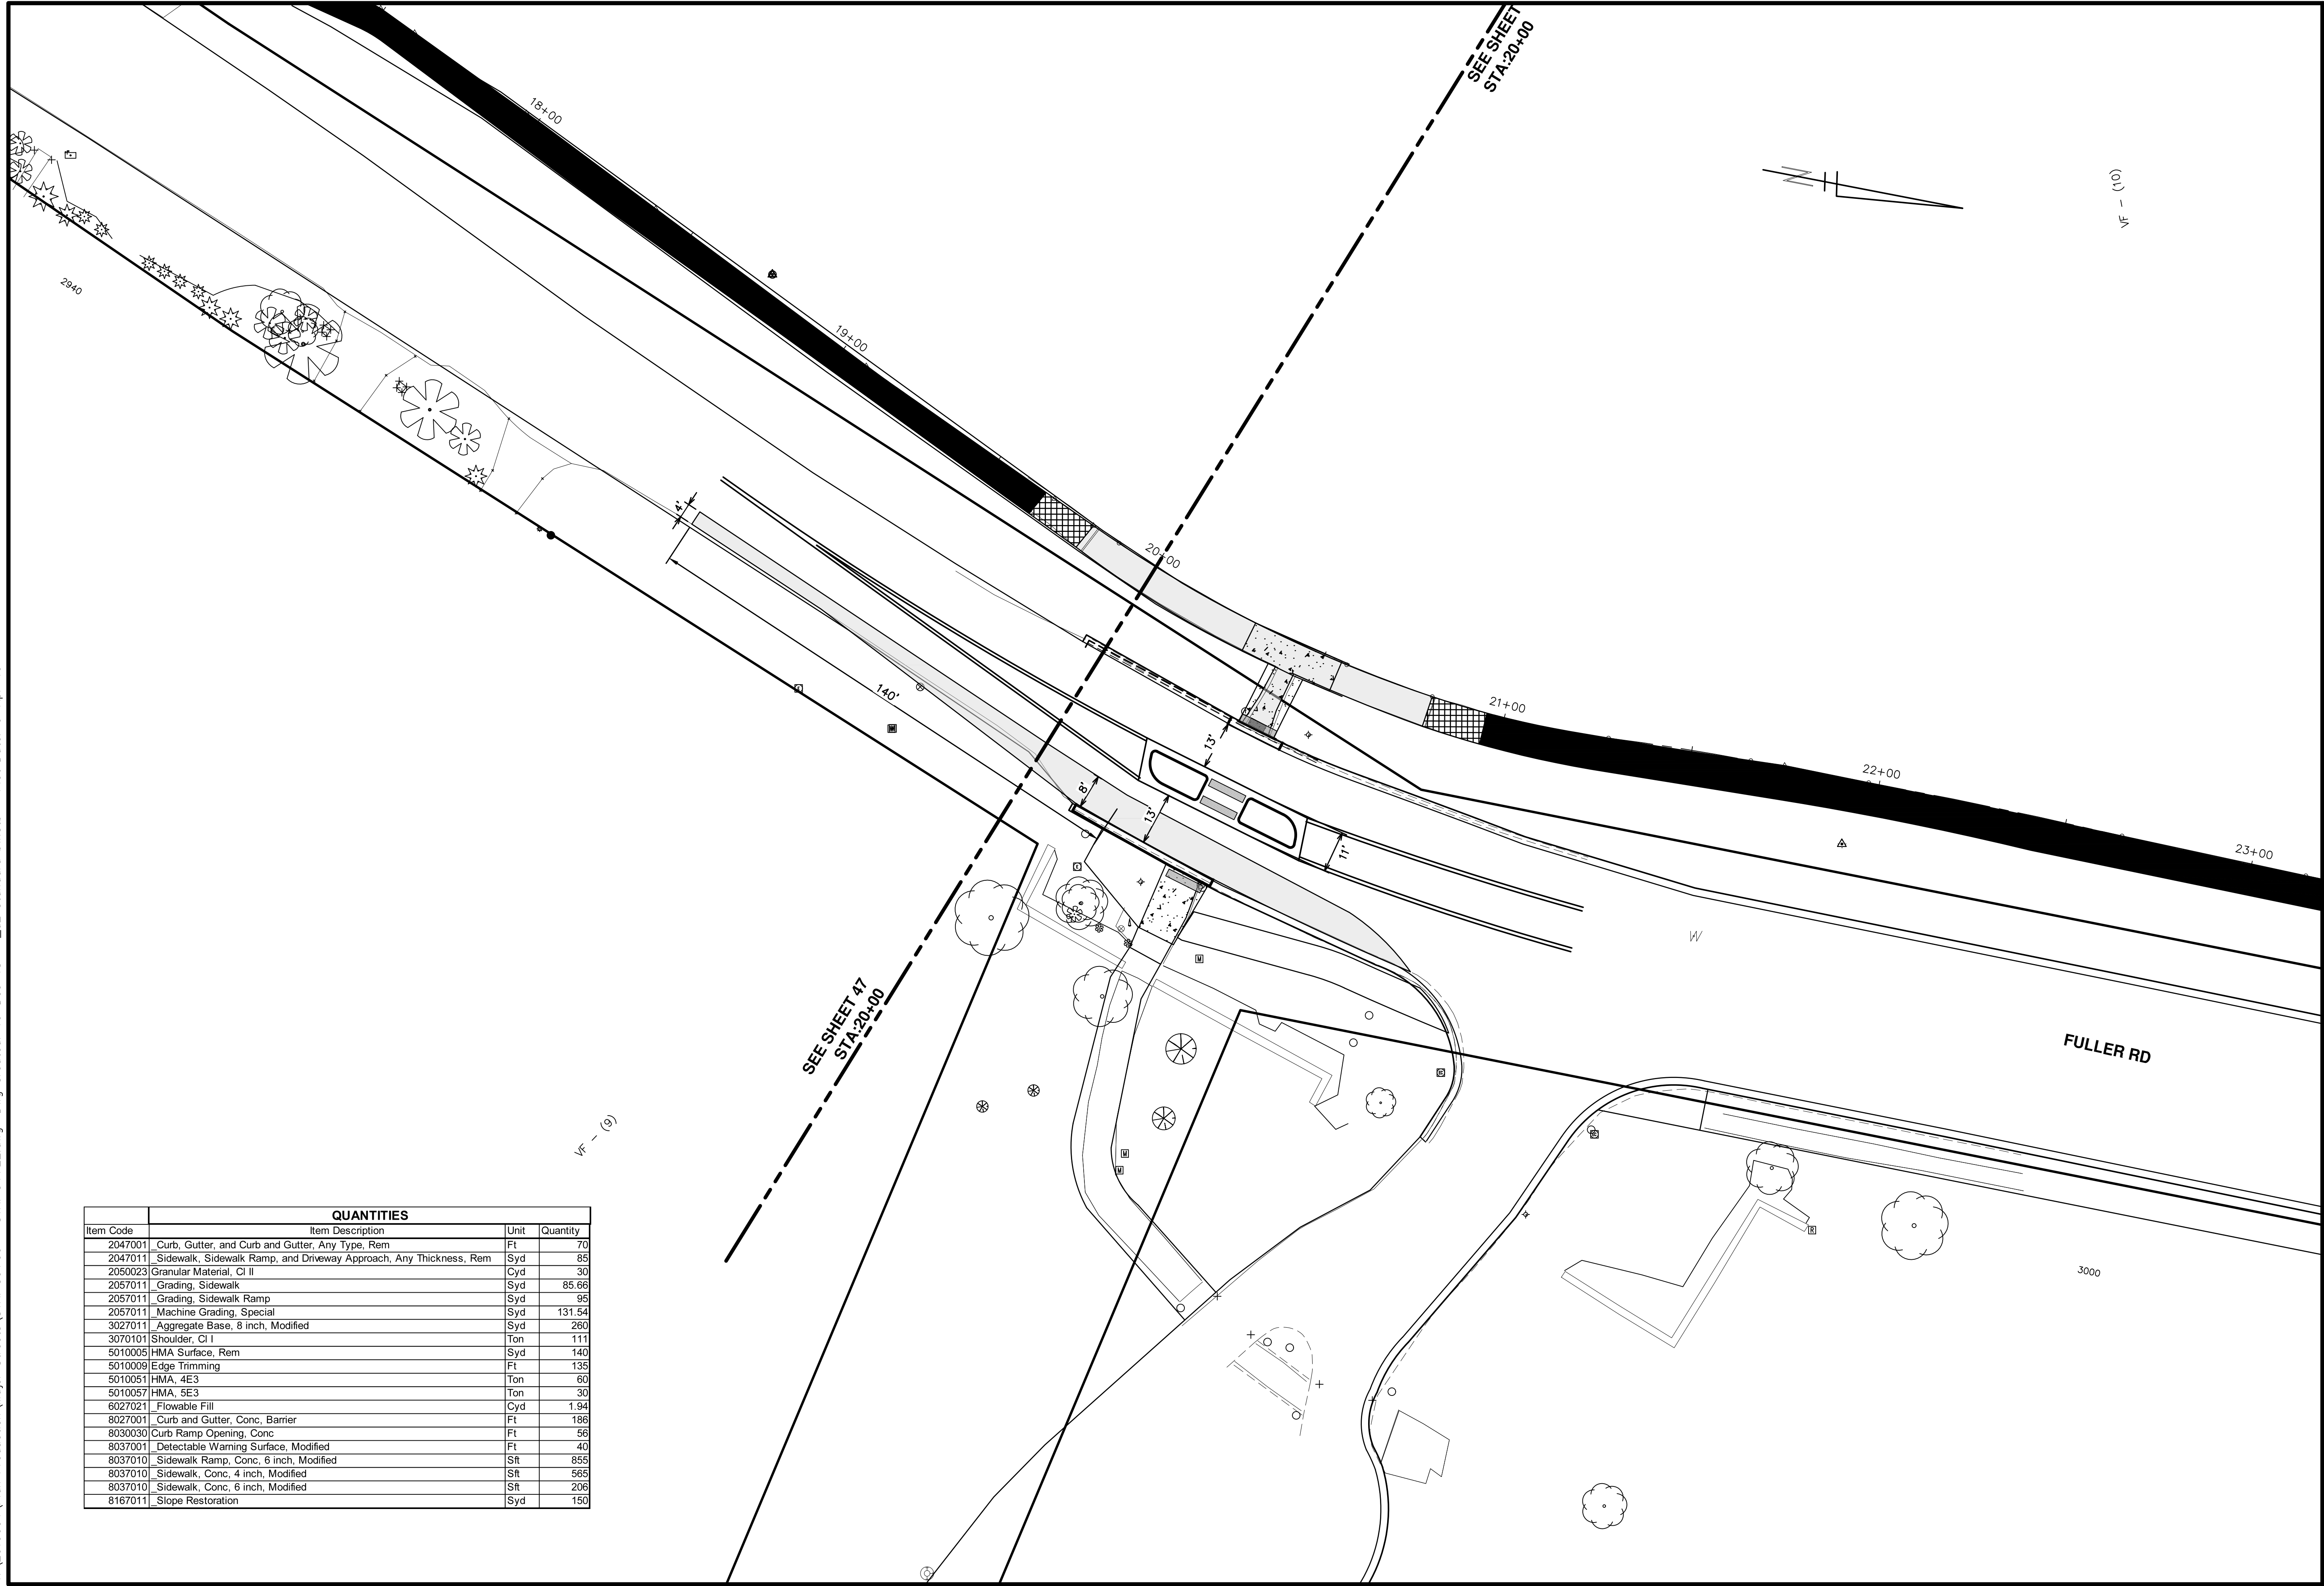 SEE SHEET
STA:20+00
18+00
VF - (10)
N
2940
19+00
4'
20+00
140'
21+00
13'
22+00
8'
13'
11'
23+00
W
SEE SHEET 47
STA:20+00
FULLER RD
VF - (9)
3000
QUANTITIES
Item Code Item Description Unit Quantity
2047001 _Curb, Gutter, and Curb and Gutter, Any Type, Rem Ft 70
2047011 _Sidewalk, Sidewalk Ramp, and Driveway Approach, Any Thickness, Rem Syd 85
2050023 Granular Material, Cl II Cyd 30
2057011 _Grading, Sidewalk Syd 85.66
2057011 _Grading, Sidewalk Ramp Syd 95
2057011 _Machine Grading, Special Syd 131.54
3027011 _Aggregate Base, 8 inch, Modified Syd 260
3070101 Shoulder, Cl I Ton 111
5010005 HMA Surface, Rem Syd 140
5010009 Edge Trimming Ft 135
5010051 HMA, 4E3 Ton 60
5010057 HMA, 5E3 Ton 30
6027021 _Flowable Fill Cyd 1.94
8027001 _Curb and Gutter, Conc, Barrier Ft 186
8030030 Curb Ramp Opening, Conc Ft 56
8037001 _Detectable Warning Surface, Modified Ft 40
8037010 _Sidewalk Ramp, Conc, 6 inch, Modified Sft 855
8037010 _Sidewalk, Conc, 4 inch, Modified Sft 565
8037010 _Sidewalk, Conc, 6 inch, Modified Sft 206
8167011 _Slope Restoration Syd 150